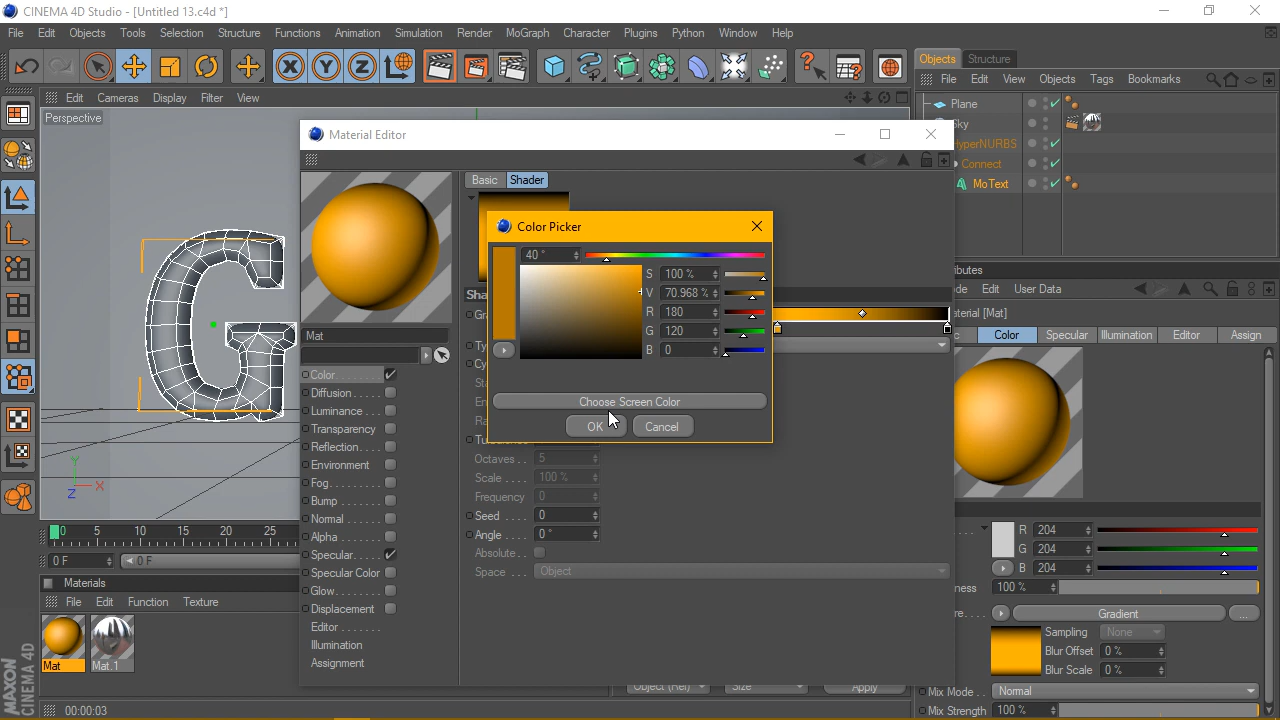 CINEMA 4D Studio - [Untitled 13.c4d *]
File Edit Objects Tools Selection Structure Functions Animation Simulation Render MoGraph Character Plugins Python Window Help
Objects Structure
File Edit View Objects Tags Bookmarks
Edit Cameras Display Filter View
Perspective
Plane
Sky
HyperNURBS
Connect
MoText
Material Editor
Basic Shader
Color Picker
40 °
S 100 %
V 70.968 %
R 180
G 120
B 0
Choose Screen Color
OK Cancel
Mat
Color
Diffusion
Luminance
Transparency
Reflection
Environment
Fog
Bump
Normal
Alpha
Specular
Specular Color
Glow
Displacement
Editor
Illumination
Assignment
Octaves 5
Scale 100 %
Frequency 0
Seed 0
Angle 0 °
Absolute
Space Object
Edit User Data
[Mat]
Color Specular Illumination Editor Assign
R 204
G 204
B 204
100 %
Gradient ...
Sampling None
Blur Offset 0 %
Blur Scale 0 %
Mix Mode Normal
Mix Strength 100 %
0 5 10 15 20 25
0 F 0 F
Materials
File Edit Function Texture
Mat Mat.1
Object (Rel) Size Apply
MAXON CINEMA 4D
00:00:03